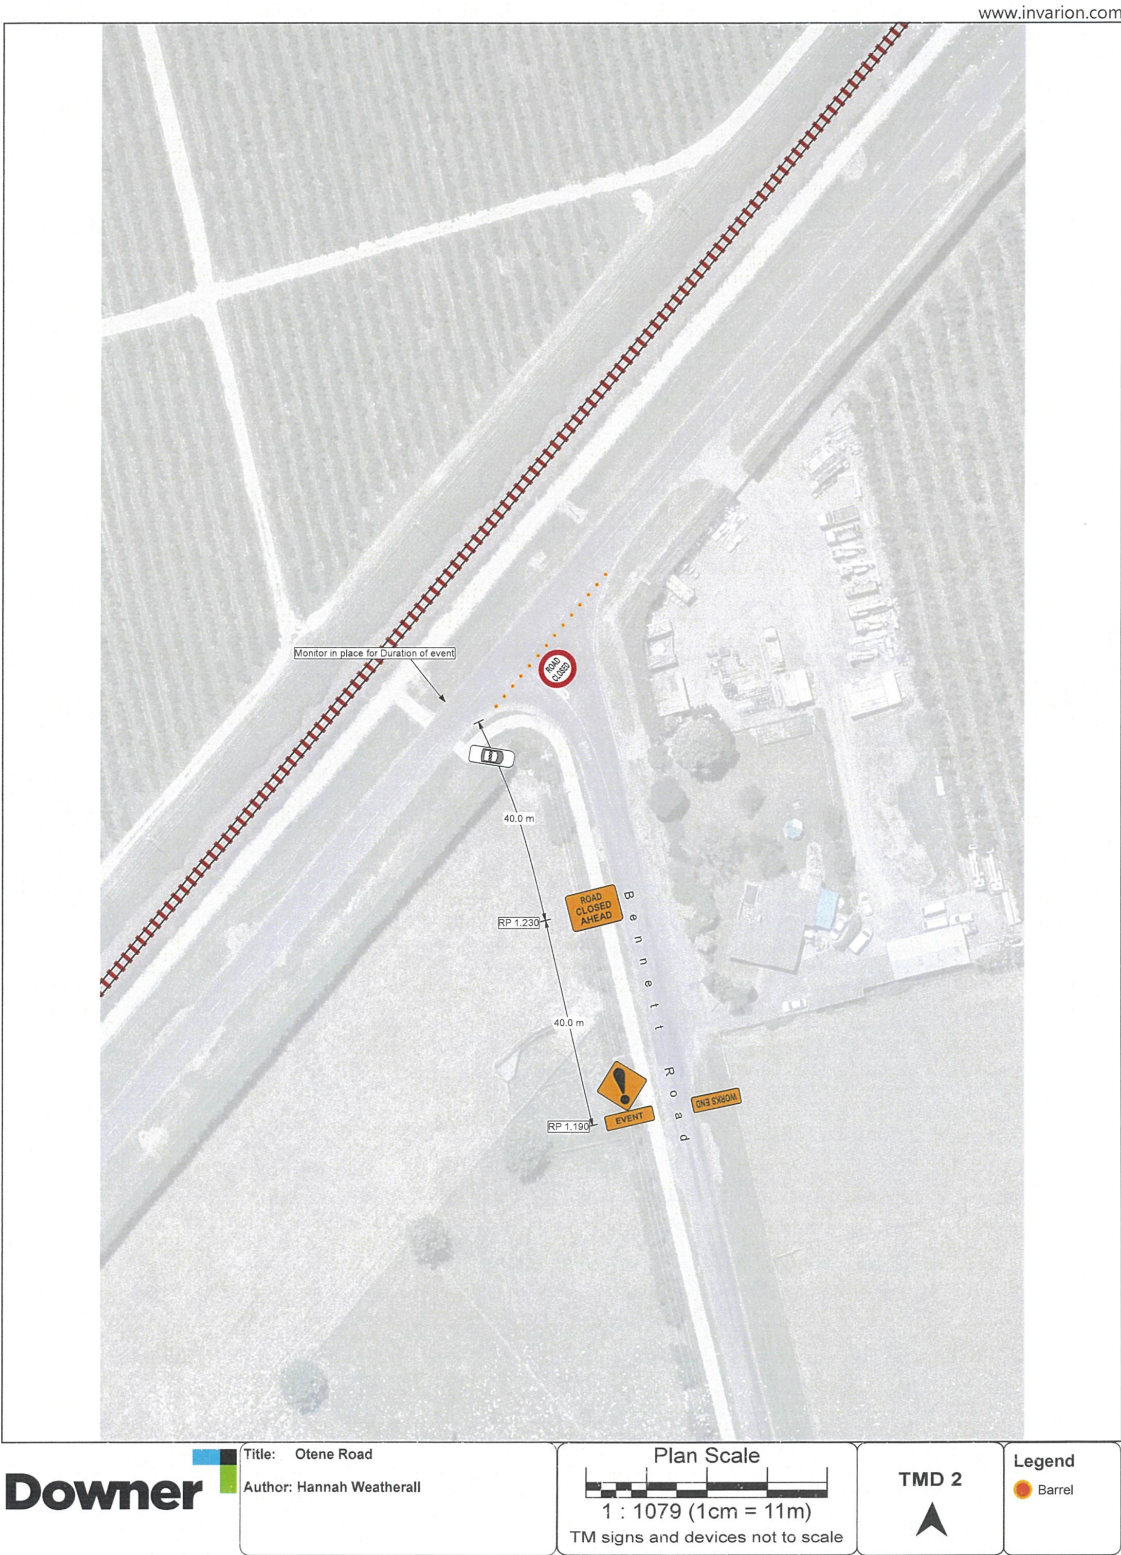 www.invarion.com
ROAD
CLOSED
Monitor in place for Duration of event
40.0 m
ROAD
CLOSED
AHEAD
Bennett Road
RP 1.230
40.0 m
WORKS END
EVENT
RP 1.190
Downer
Title: Otene Road
Author: Hannah Weatherall
Plan Scale
1 : 1079 (1cm = 11m)
TM signs and devices not to scale
TMD 2
Legend
Barrel